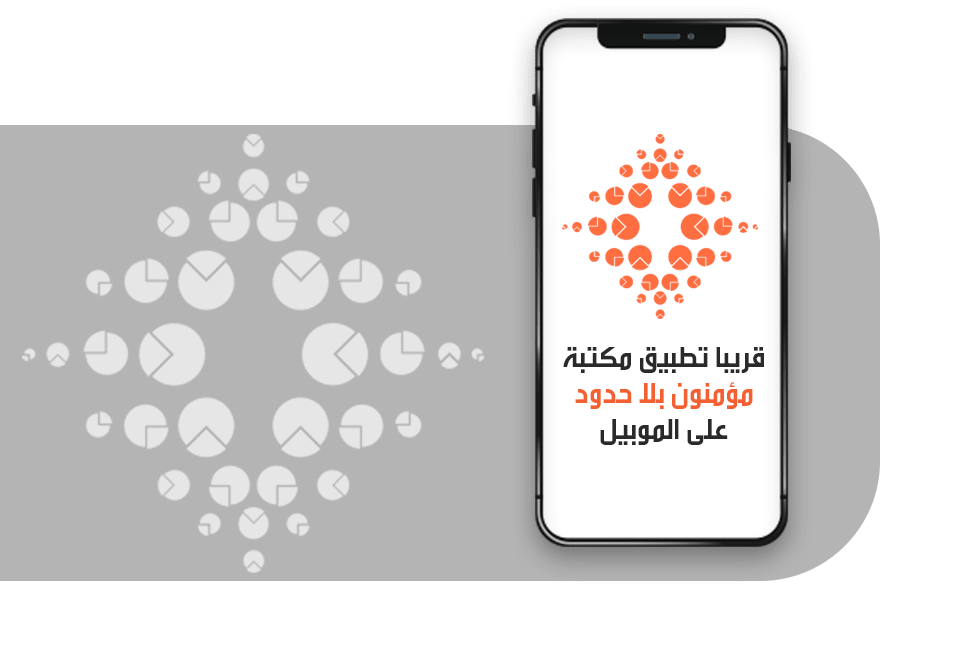 قريبا تطبيق مكتبة
مؤمنون بلا حدود
على الموبيل